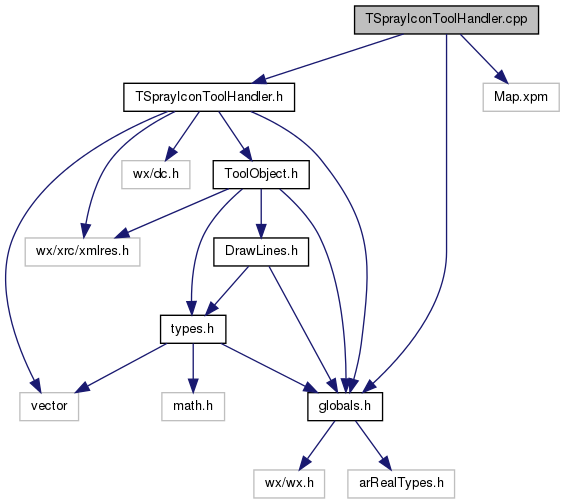 TSprayIconToolHandler.cpp
TSprayIconToolHandler.h
Map.xpm
wx/dc.h
ToolObject.h
wx/xrc/xmlres.h
DrawLines.h
types.h
vector
math.h
globals.h
wx/wx.h
arRealTypes.h